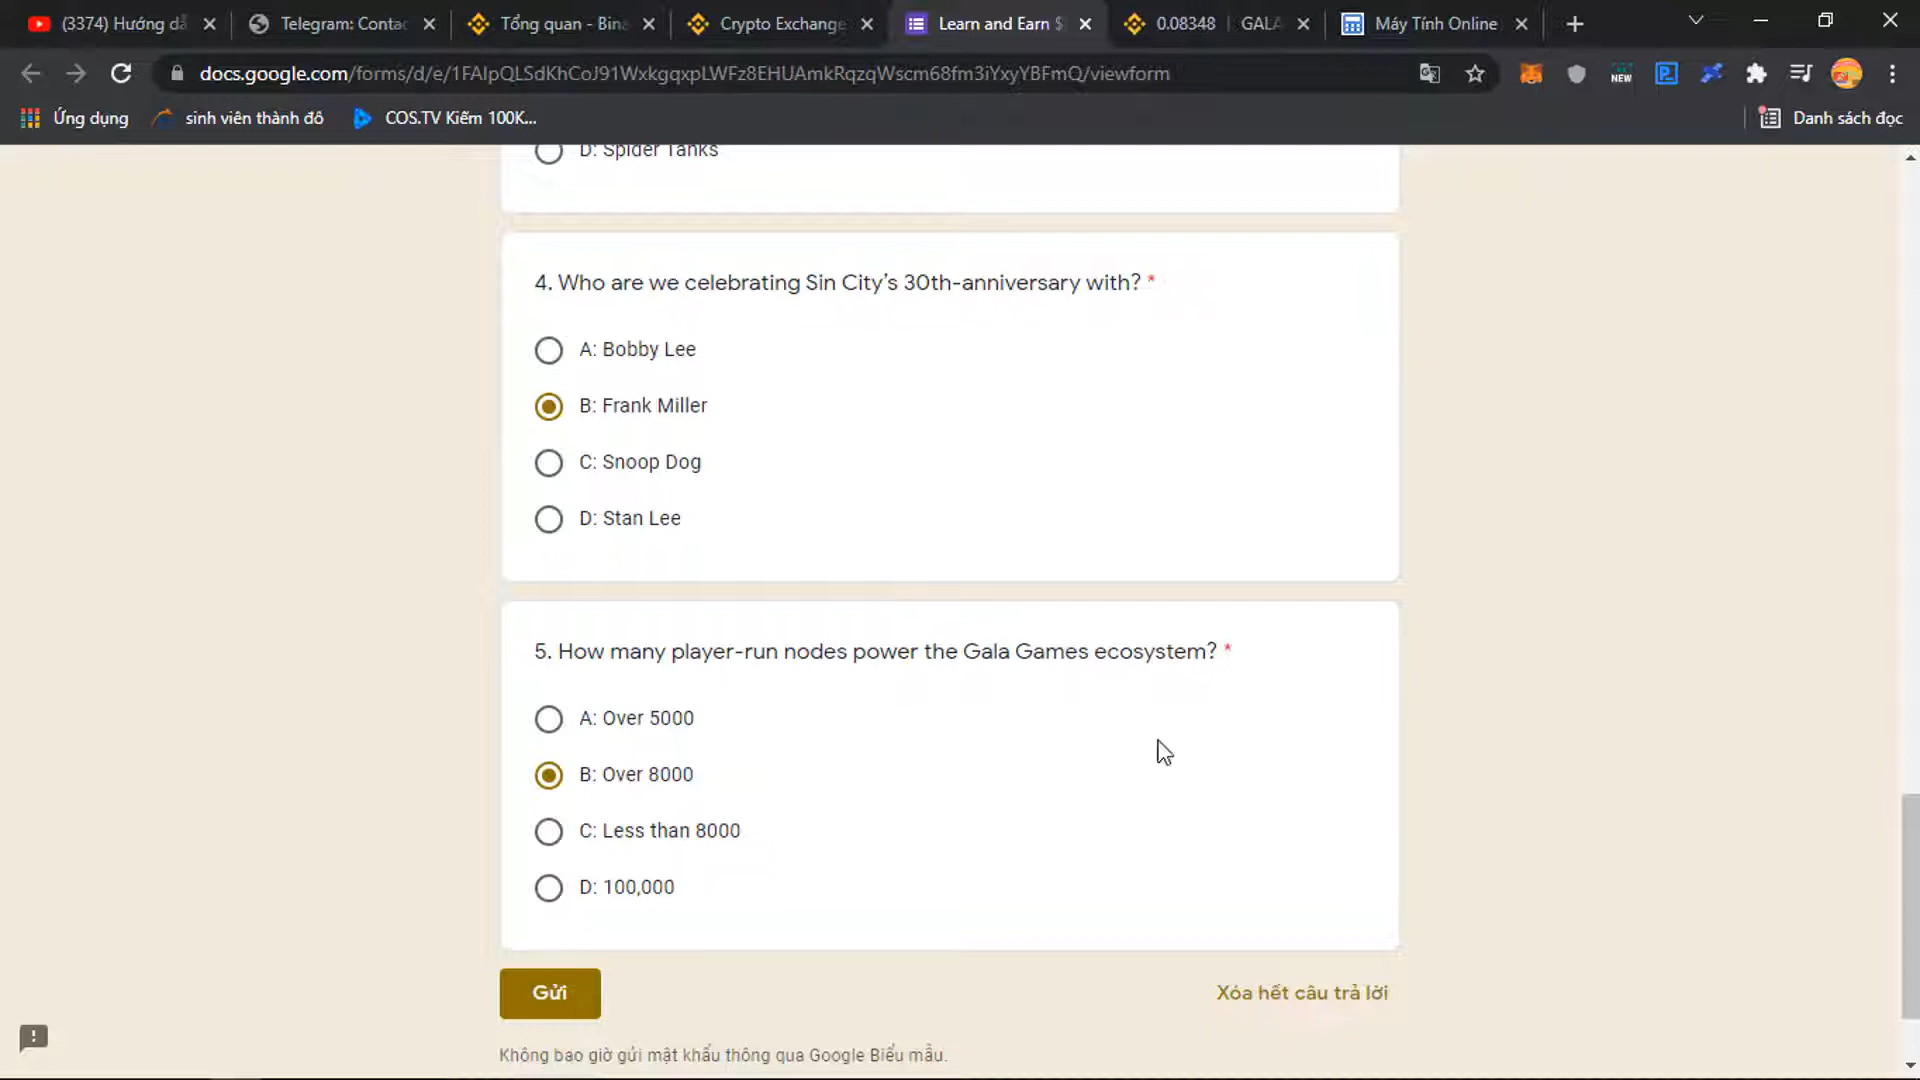 (3374) Hướng dẫ
Telegram: Contac
Tổng quan - Bina
Crypto Exchange
Learn and Earn $
0.08348 | GALA
Máy Tính Online
docs.google.com/forms/d/e/1FAIpQLSdKhCoJ91WxkgqxpLWFz8EHUAmkRqzqWscm68fm3iYxyYBFmQ/viewform
NEW
Ứng dụng
sinh viên thành đô
COS.TV Kiếm 100K...
Danh sách đọc
D: Spider Tanks
4. Who are we celebrating Sin City’s 30th-anniversary with? *
A: Bobby Lee
B: Frank Miller
C: Snoop Dog
D: Stan Lee
5. How many player-run nodes power the Gala Games ecosystem? *
A: Over 5000
B: Over 8000
C: Less than 8000
D: 100,000
Gửi
Xóa hết câu trả lời
Không bao giờ gửi mật khẩu thông qua Google Biểu mẫu.